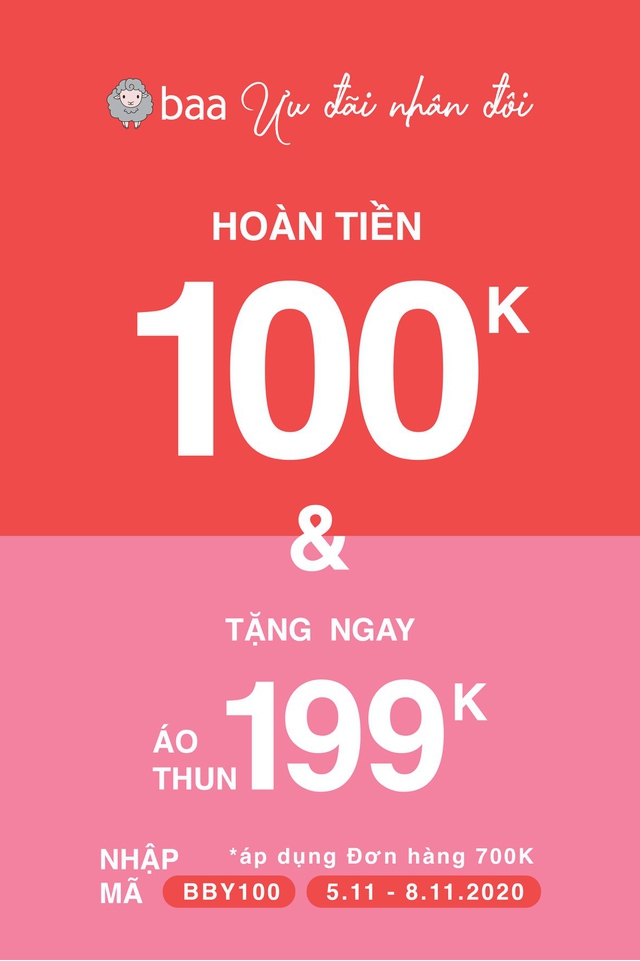 baa Ưu đãi nhân đôi
HOÀN TIỀN
100K
&
TẶNG NGAY
ÁO THUN 199K
*áp dụng Đơn hàng 700K
NHẬP MÃ BBY100 5.11 - 8.11.2020